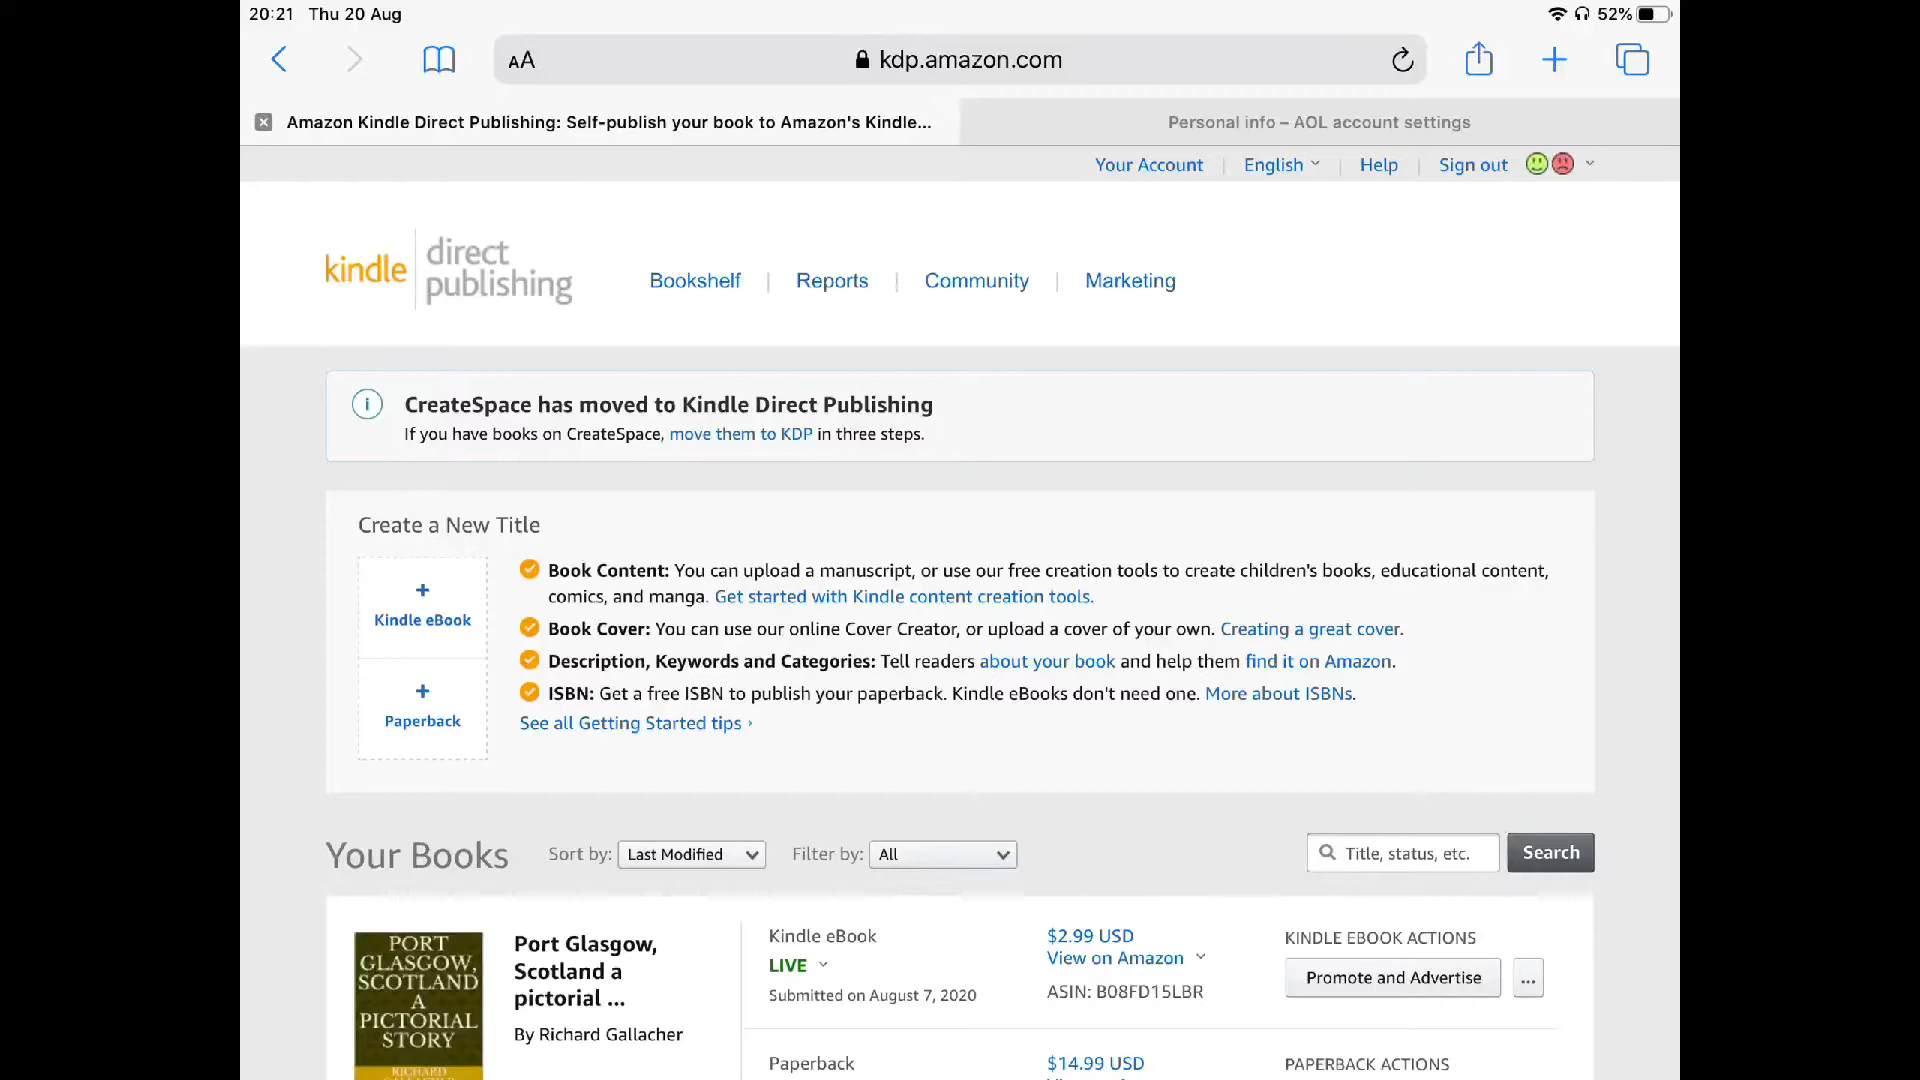 20:21 Thu 20 Aug 52%
AA kdp.amazon.com
Amazon Kindle Direct Publishing: Self-publish your book to Amazon's Kindle...
Personal info – AOL account settings
Your Account | English | Help | Sign out
kindle direct publishing
Bookshelf | Reports | Community | Marketing
CreateSpace has moved to Kindle Direct Publishing
If you have books on CreateSpace, move them to KDP in three steps.
Create a New Title
+
Kindle eBook
+
Paperback
Book Content: You can upload a manuscript, or use our free creation tools to create children's books, educational content,
comics, and manga. Get started with Kindle content creation tools.
Book Cover: You can use our online Cover Creator, or upload a cover of your own. Creating a great cover.
Description, Keywords and Categories: Tell readers about your book and help them find it on Amazon.
ISBN: Get a free ISBN to publish your paperback. Kindle eBooks don't need one. More about ISBNs.
See all Getting Started tips ›
Your Books Sort by: Last Modified Filter by: All Title, status, etc. Search
PORT
GLASGOW,
SCOTLAND
A
PICTORIAL
STORY
RICHARD
Port Glasgow,
Scotland a
pictorial ...
By Richard Gallacher
Kindle eBook
LIVE
Submitted on August 7, 2020
$2.99 USD
View on Amazon
ASIN: B08FD15LBR
KINDLE EBOOK ACTIONS
Promote and Advertise ...
Paperback
$14.99 USD
PAPERBACK ACTIONS